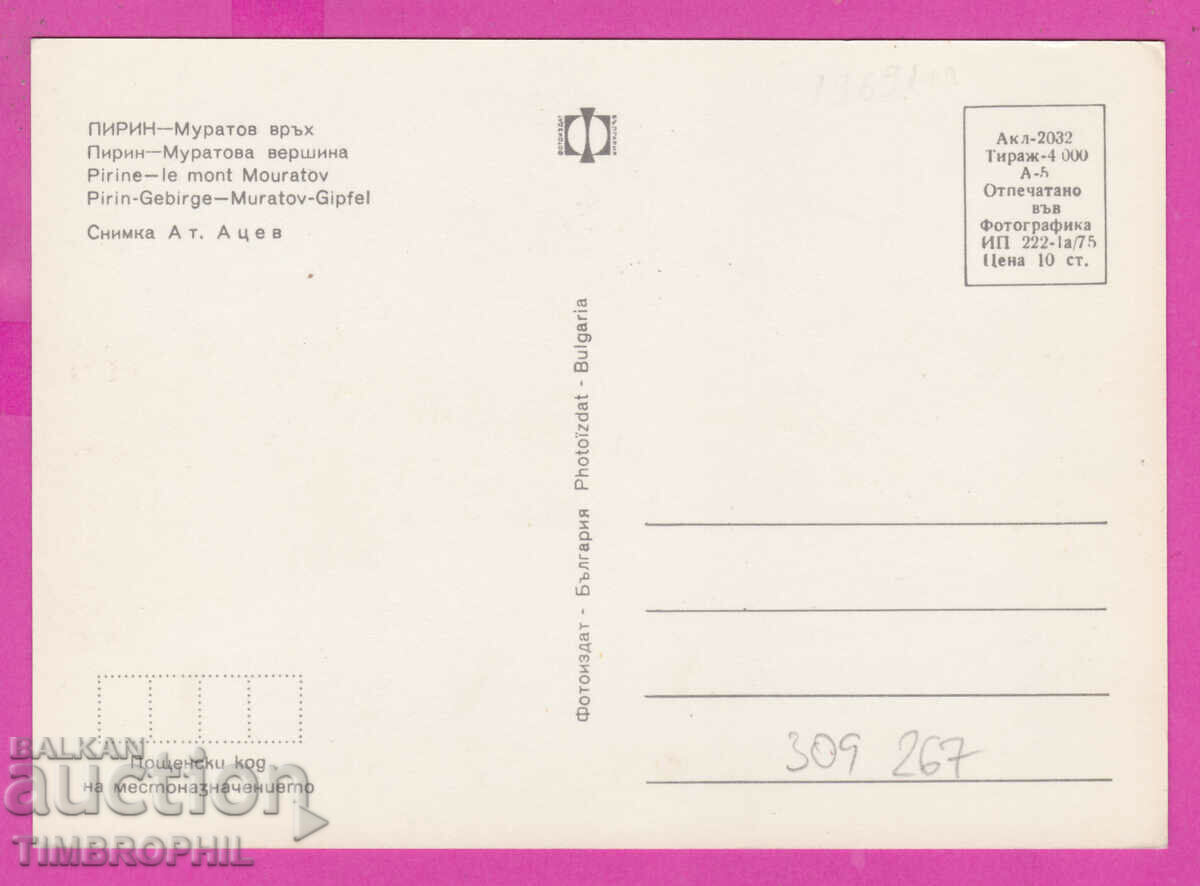 ПИРИН—Муратов връх
Пирин—Муратова вершина
Pirine—le mont Mouratov
Pirin-Gebirge—Muratov-Gipfel
Снимка Ат. Ацев
Акл-2032
Тираж-4 000
А-5
Отпечатано
във
Фотографика
ИП 222-1а/75
Цена 10 ст.
Фотоиздат - България Photoïzdat - Bulgaria
309 267
Пощенски код
на местоназначението
BALKAN
auction
TIMBROPHIL